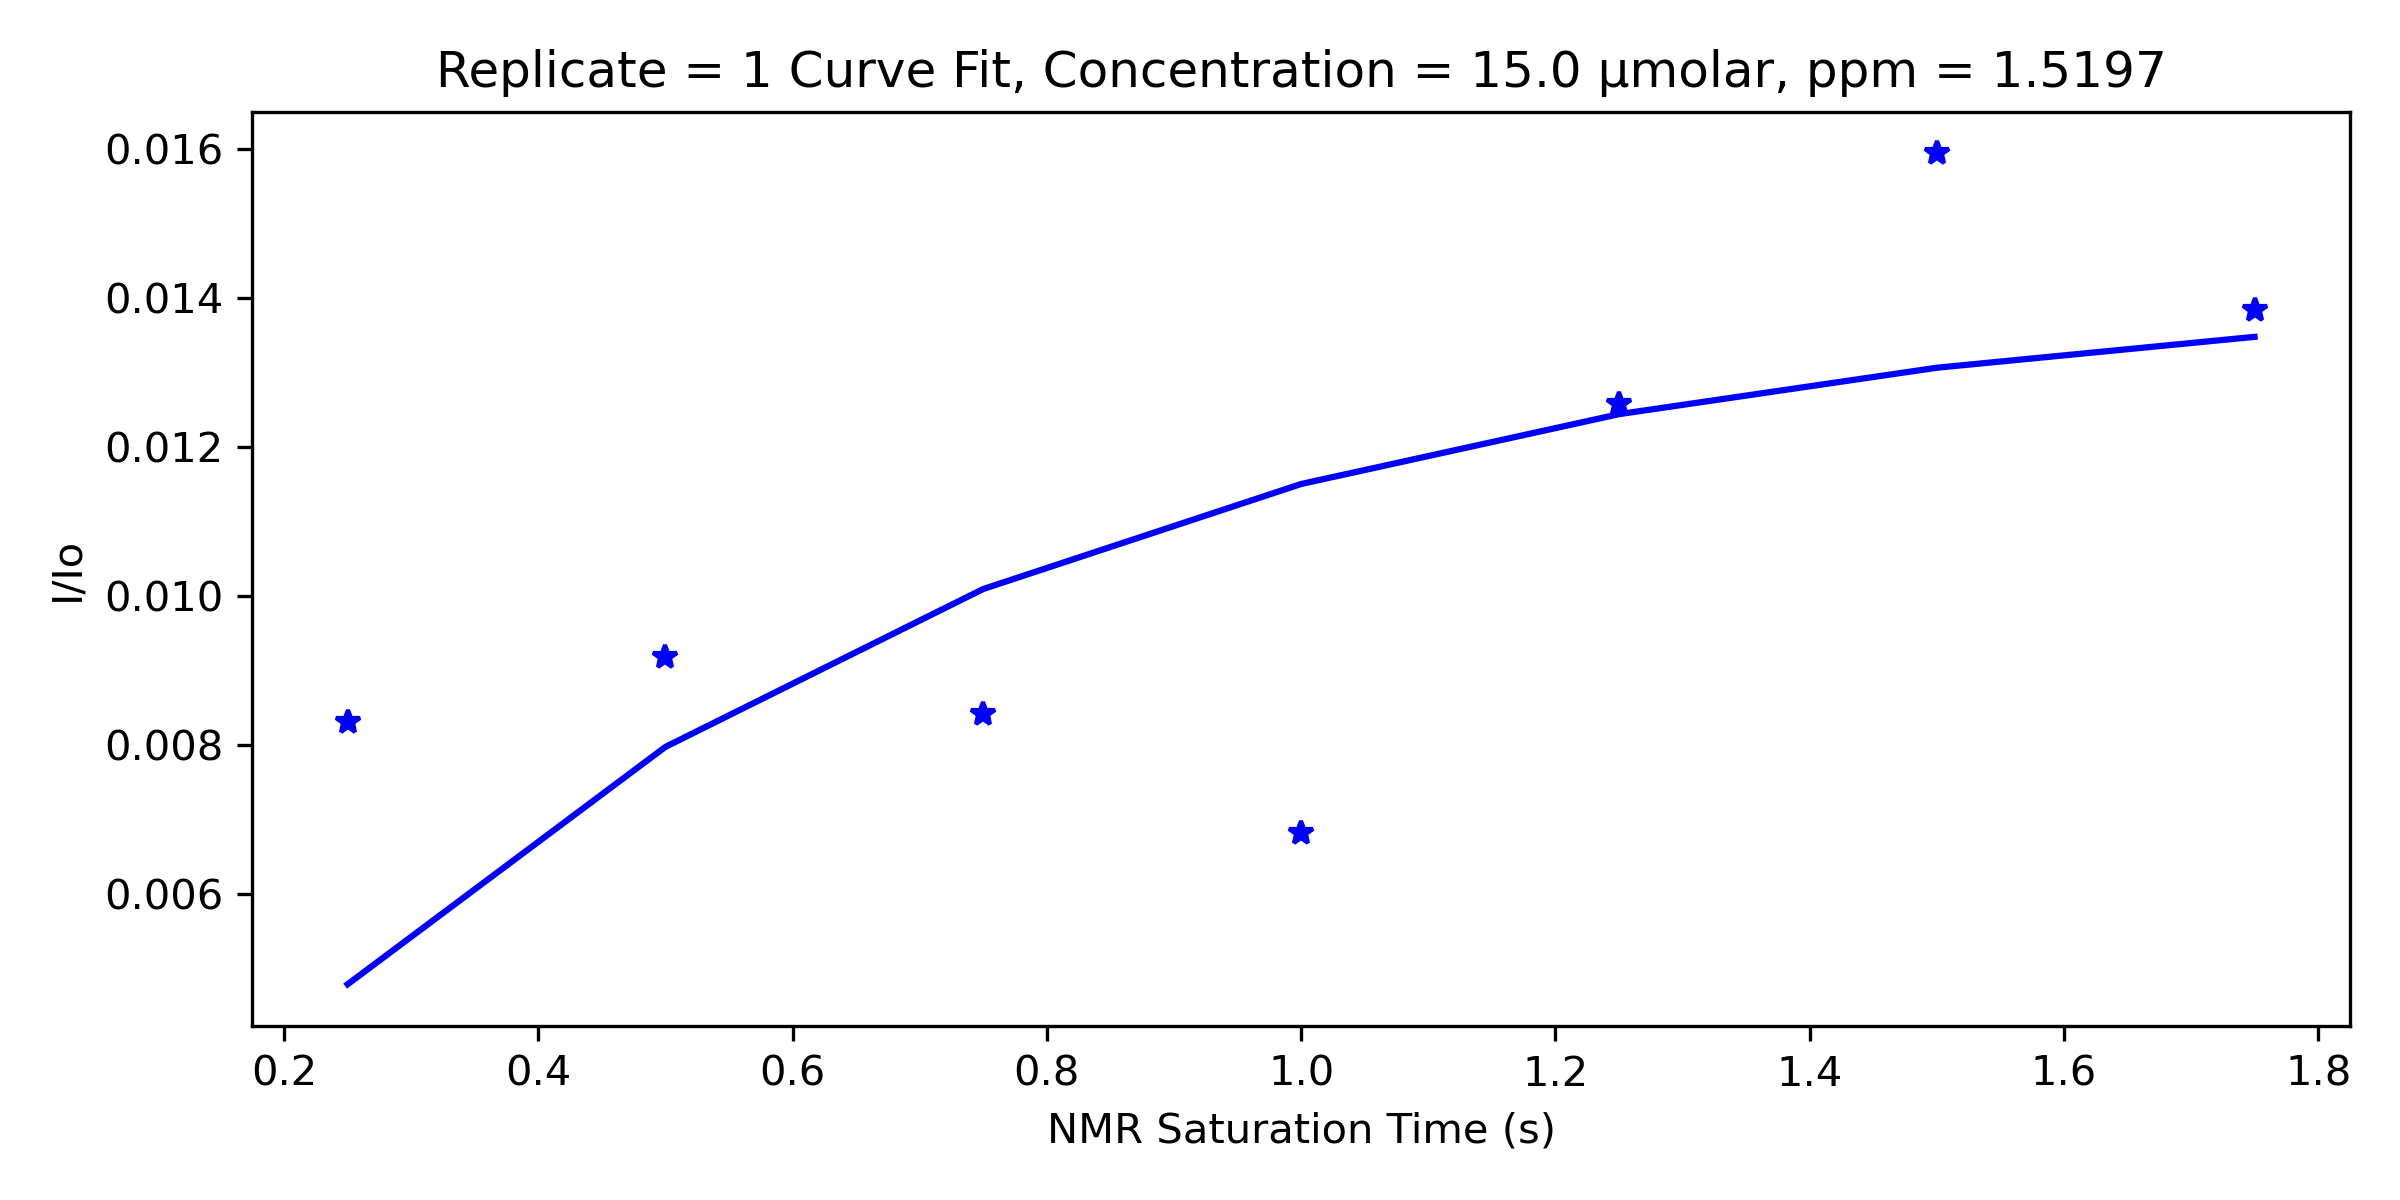 Replicate = 1 Curve Fit, Concentration = 15.0 μmolar, ppm = 1.5197
0.016
0.014
0.012
0.010
0.008
0.006
I/Io
0.2 0.4 0.6 0.8 1.0 1.2 1.4 1.6 1.8
NMR Saturation Time (s)